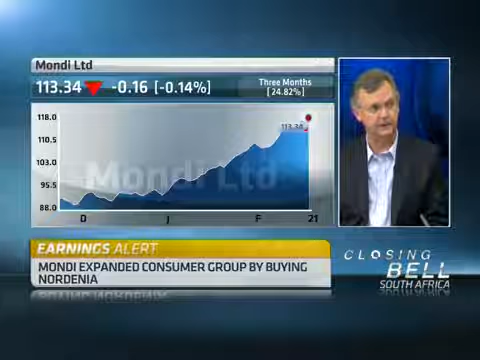 Mondi Ltd
113.34 -0.16 [-0.14%]
Three Months
[24.82%]
118.0
110.5
103.0
95.5
88.0
113.34
Mondi Ltd
D J F 21
EARNINGS ALERT
MONDI EXPANDED CONSUMER GROUP BY BUYING
NORDENIA
CLOSING
BELL
SOUTH AFRICA